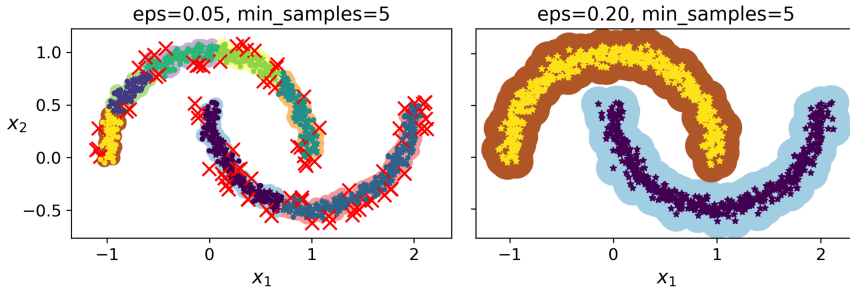 eps=0.05, min_samples=5
1.0
0.5
0.0
−0.5
x₂
−1 0 1 2
x₁
eps=0.20, min_samples=5
−1 0 1 2
x₁